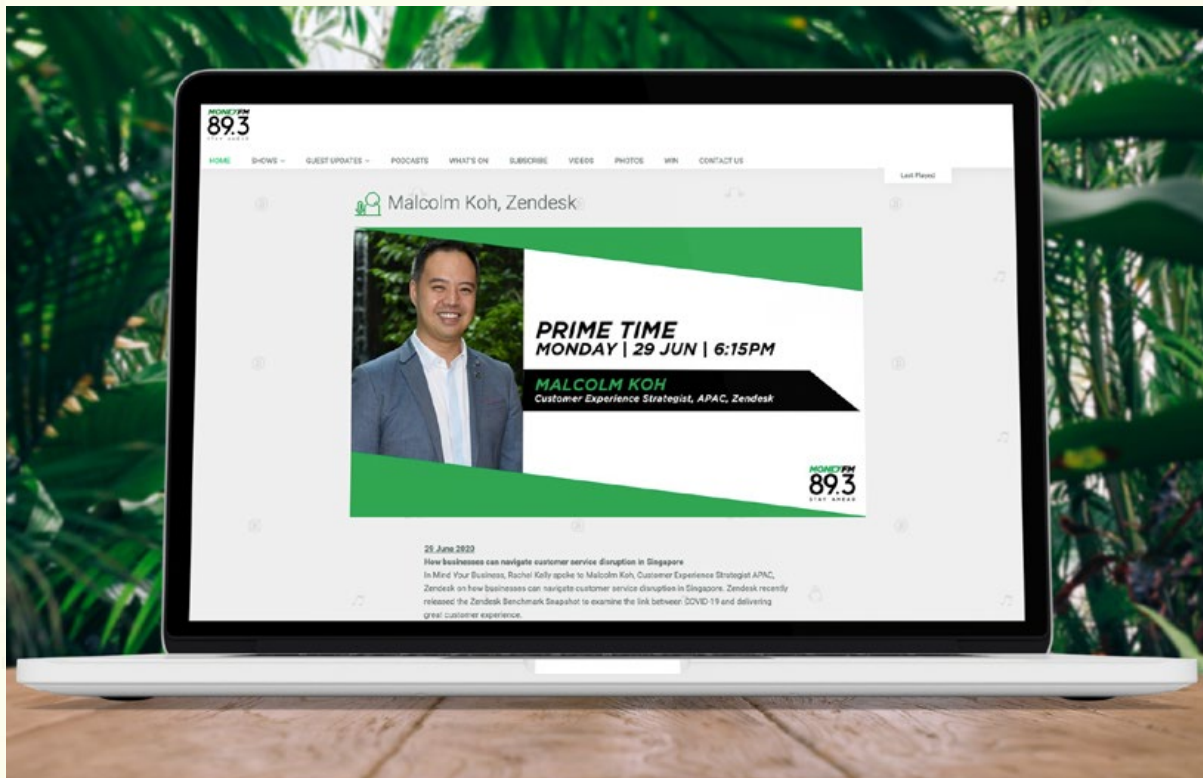 MONEY FM
89.3
STAY AHEAD
HOME SHOWS GUEST UPDATES PODCASTS WHAT'S ON SUBSCRIBE VIDEOS PHOTOS WIN CONTACT US
Last Played
Malcolm Koh, Zendesk
PRIME TIME
MONDAY | 29 JUN | 6:15PM
MALCOLM KOH
Customer Experience Strategist, APAC, Zendesk
MONEY FM
89.3
STAY AHEAD
29 June 2020
How businesses can navigate customer service disruption in Singapore
In Mind Your Business, Rachel Kelly spoke to Malcolm Koh, Customer Experience Strategist APAC,
Zendesk on how businesses can navigate customer service disruption in Singapore. Zendesk recently
released the Zendesk Benchmark Snapshot to examine the link between COVID-19 and delivering
great customer experience.